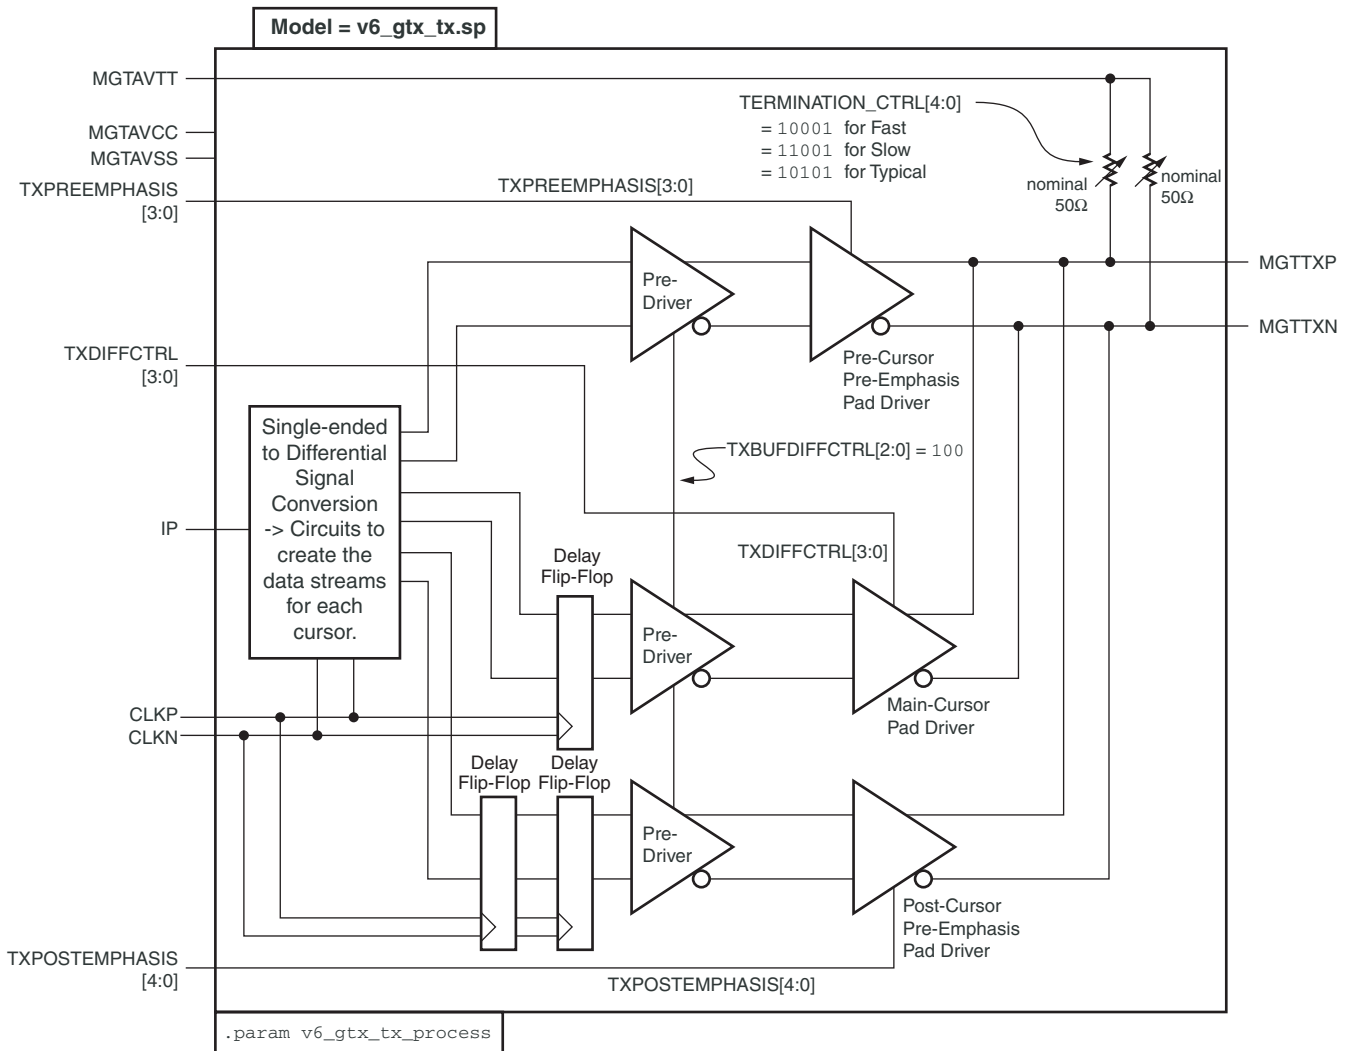 Model = v6_gtx_tx.sp
MGTAVTT
MGTAVCC
MGTAVSS
TXPREEMPHASIS
[3:0]
TXPREEMPHASIS[3:0]
TERMINATION_CTRL[4:0]
= 10001 for Fast
= 11001 for Slow
= 10101 for Typical
nominal
50Ω
nominal
50Ω
MGTTXP
MGTTXN
Pre-
Driver
Pre-Cursor
Pre-Emphasis
Pad Driver
TXDIFFCTRL
[3:0]
Single-ended
to Differential
Signal
Conversion
-> Circuits to
create the
data streams
for each
cursor.
TXBUFDIFFCTRL[2:0] = 100
IP
TXDIFFCTRL[3:0]
Delay
Flip-Flop
Pre-
Driver
Main-Cursor
Pad Driver
CLKP
CLKN
Delay
Flip-Flop
Delay
Flip-Flop
Pre-
Driver
Post-Cursor
Pre-Emphasis
Pad Driver
TXPOSTEMPHASIS
[4:0]
TXPOSTEMPHASIS[4:0]
.param v6_gtx_tx_process